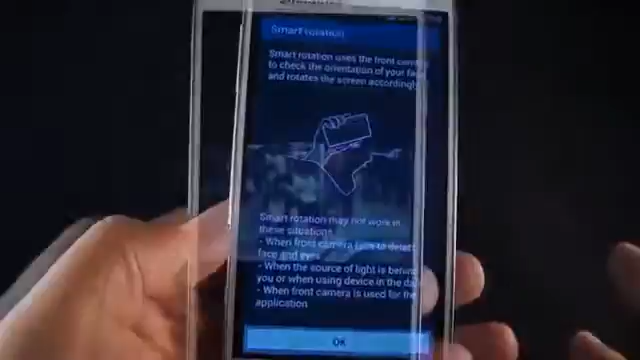 Smart rotation
Smart rotation uses the front
to check the orientation of your
and rotates the screen accordingly
Smart rotation may not work in
these situations
- When front camera fails to detect
face and eyes
- When the source of light is behind
you or when using device in the
- When front camera is used for the
application
OK